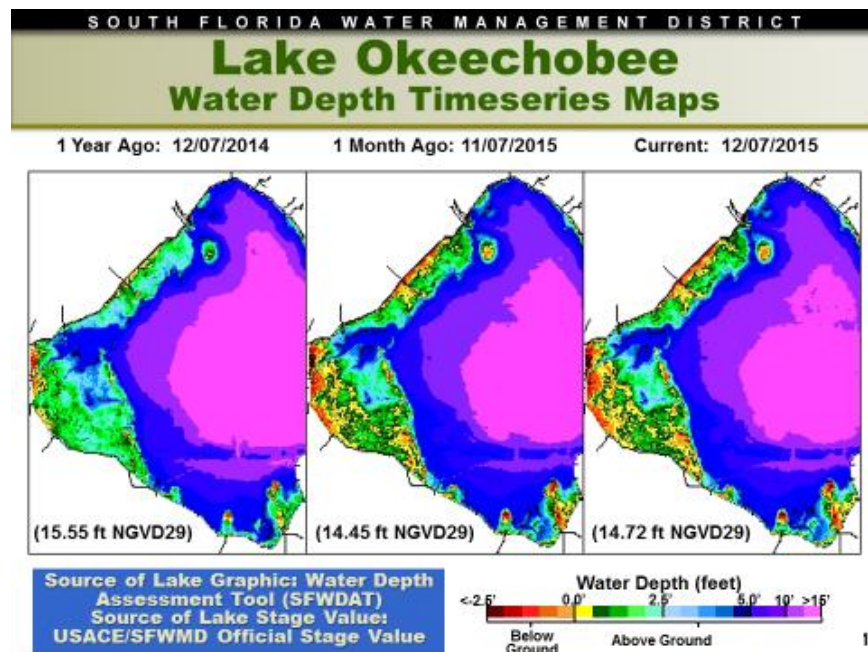 SOUTH FLORIDA WATER MANAGEMENT DISTRICT
Lake Okeechobee
Water Depth Timeseries Maps
1 Year Ago: 12/07/2014
1 Month Ago: 11/07/2015
Current: 12/07/2015
(15.55 ft NGVD29)
(14.45 ft NGVD29)
(14.72 ft NGVD29)
Source of Lake Graphic: Water Depth
Assessment Tool (SFWDAT)
Source of Lake Stage Value:
USACE/SFWMD Official Stage Value
Water Depth (feet)
<-2.5' 0.0' 2.5' 5.0' 10' >15'
Below
Ground
Above Ground
1